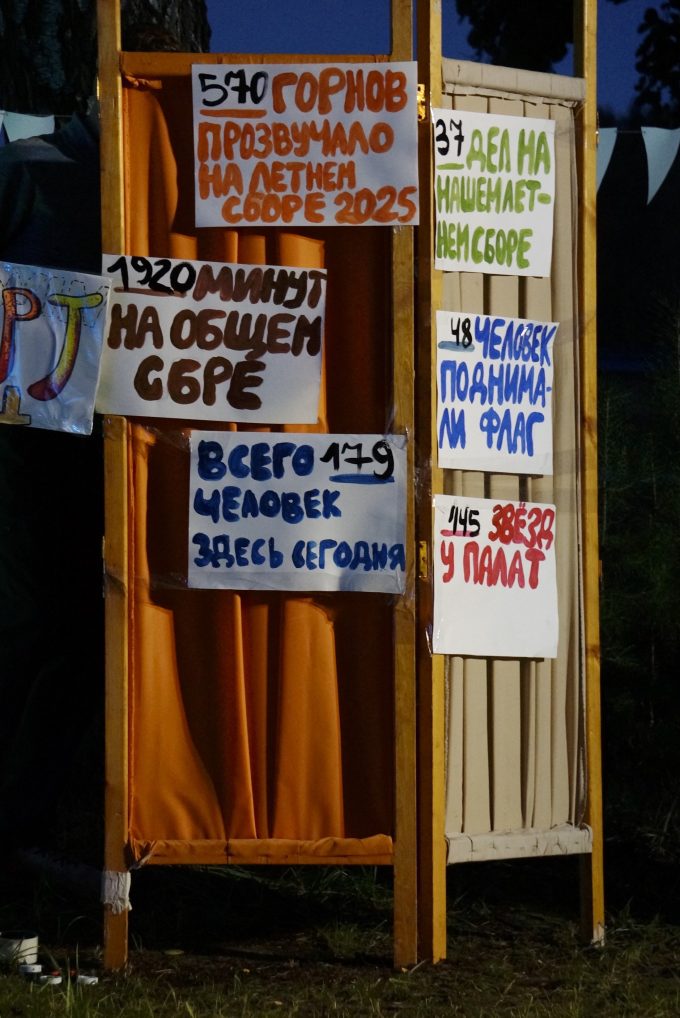 570 ГОРНОВ
ПРОЗВУЧАЛО
НА ЛЕТНЕМ
СБОРЕ 2025
1920 МИНУТ
НА ОБЩЕМ
СБРЕ
ВСЕГО 179
ЧЕЛОВЕК
ЗДЕСЬ СЕГОДНЯ
37 ДЕЛ НА
НАШЕМ ЛЕТ-
НЕМ СБОРЕ
48 ЧЕЛОВЕК
ПОДНИМА-
ЛИ ФЛАГ
145 ЗВЁЗД
У ПАЛАТ